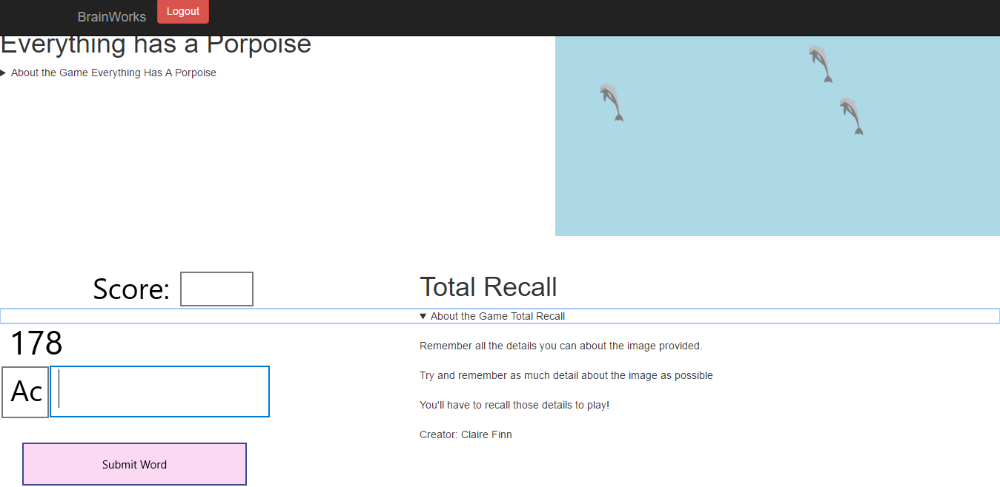 BrainWorks Logout
Everything has a Porpoise
About the Game Everything Has A Porpoise
Score:
178
Ac
Submit Word
Total Recall
About the Game Total Recall
Remember all the details you can about the image provided.
Try and remember as much detail about the image as possible
You'll have to recall those details to play!
Creator: Claire Finn